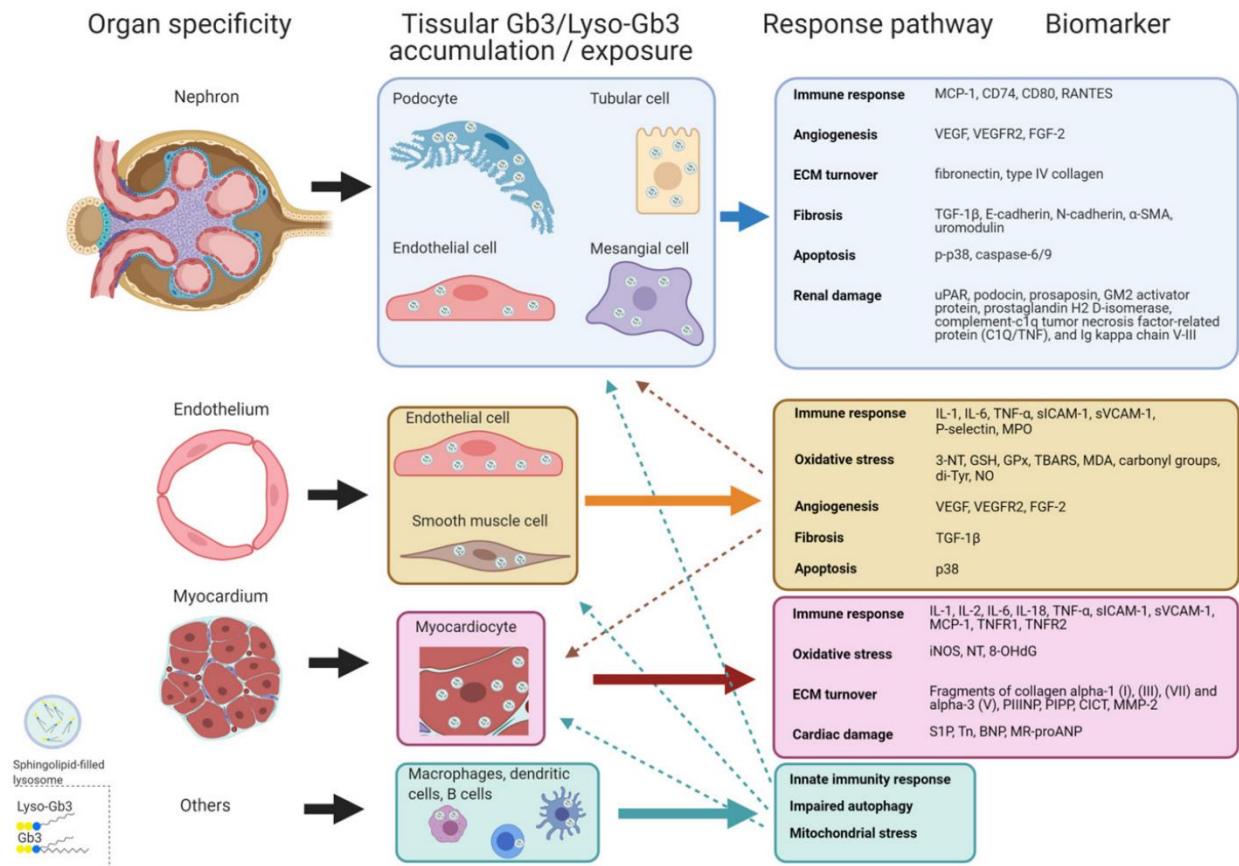 Organ specificity
Tissular Gb3/Lyso-Gb3
accumulation / exposure
Response pathway
Biomarker
Nephron
Podocyte
Tubular cell
Endothelial cell
Mesangial cell
Immune response
MCP-1, CD74, CD80, RANTES
Angiogenesis
VEGF, VEGFR2, FGF-2
ECM turnover
fibronectin, type IV collagen
Fibrosis
TGF-1β, E-cadherin, N-cadherin, α-SMA,
uromodulin
Apoptosis
p-p38, caspase-6/9
Renal damage
uPAR, podocin, prosaposin, GM2 activator
protein, prostaglandin H2 D-isomerase,
complement-c1q tumor necrosis factor-related
protein (C1Q/TNF), and Ig kappa chain V-III
Endothelium
Endothelial cell
Smooth muscle cell
Immune response
IL-1, IL-6, TNF-α, sICAM-1, sVCAM-1,
P-selectin, MPO
Oxidative stress
3-NT, GSH, GPx, TBARS, MDA, carbonyl groups,
di-Tyr, NO
Angiogenesis
VEGF, VEGFR2, FGF-2
Fibrosis
TGF-1β
Apoptosis
p38
Myocardium
Myocardiocyte
Immune response
IL-1, IL-2, IL-6, IL-18, TNF-α, sICAM-1, sVCAM-1,
MCP-1, TNFR1, TNFR2
Oxidative stress
iNOS, NT, 8-OHdG
ECM turnover
Fragments of collagen alpha-1 (I), (III), (VII) and
alpha-3 (V), PIIINP, PIPP, CICT, MMP-2
Cardiac damage
S1P, Tn, BNP, MR-proANP
Others
Macrophages, dendritic
cells, B cells
Innate immunity response
Impaired autophagy
Mitochondrial stress
Sphingolipid-filled
lysosome
Lyso-Gb3
Gb3